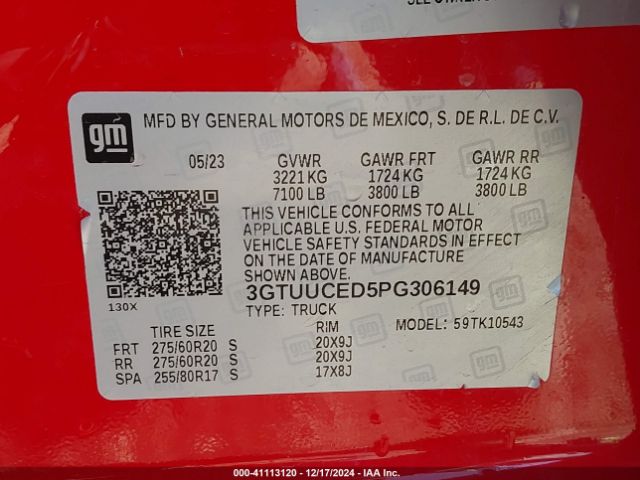 gm
MFD BY GENERAL MOTORS DE MEXICO, S. DE R.L. DE C.V.
05/23 GVWR GAWR FRT GAWR RR
3221 KG 1724 KG 1724 KG
7100 LB 3800 LB 3800 LB
THIS VEHICLE CONFORMS TO ALL
APPLICABLE U.S. FEDERAL MOTOR
VEHICLE SAFETY STANDARDS IN EFFECT
ON THE DATE OF MANUFACTURE
SHOWN ABOVE.
130X 3GTUUCED5PG306149
TYPE: TRUCK
TIRE SIZE RIM MODEL: 59TK10543
FRT 275/60R20 S 20X9J
RR 275/60R20 S 20X9J
SPA 255/80R17 S 17X8J
000-41113120 - 12/17/2024 - IAA Inc.